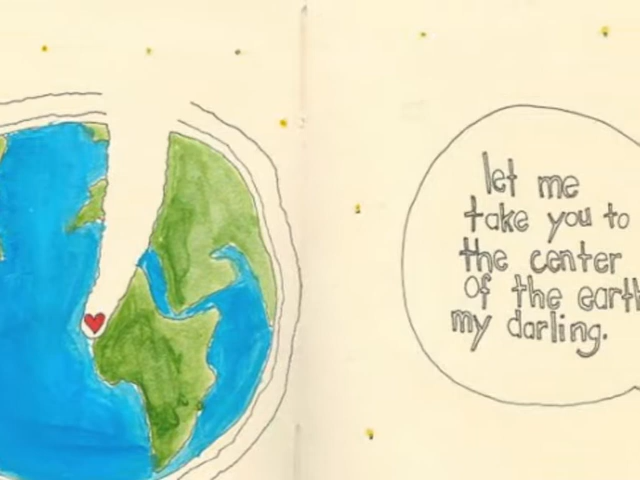 let me
take you to
the center
of the earth
my darling.